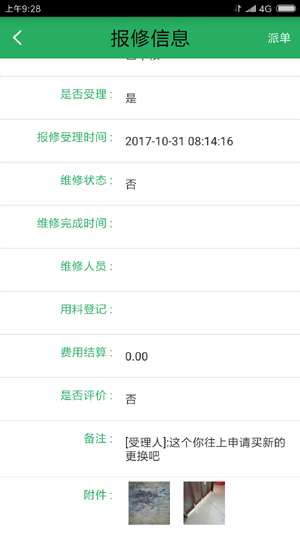 上午9:28
4G
报修信息
派单
是否受理：
是
报修受理时间：
2017-10-31 08:14:16
维修状态：
否
维修完成时间：
维修人员：
用料登记：
费用结算：
0.00
是否评价：
否
备注：
[受理人]:这个你往上申请买新的
更换吧
附件：